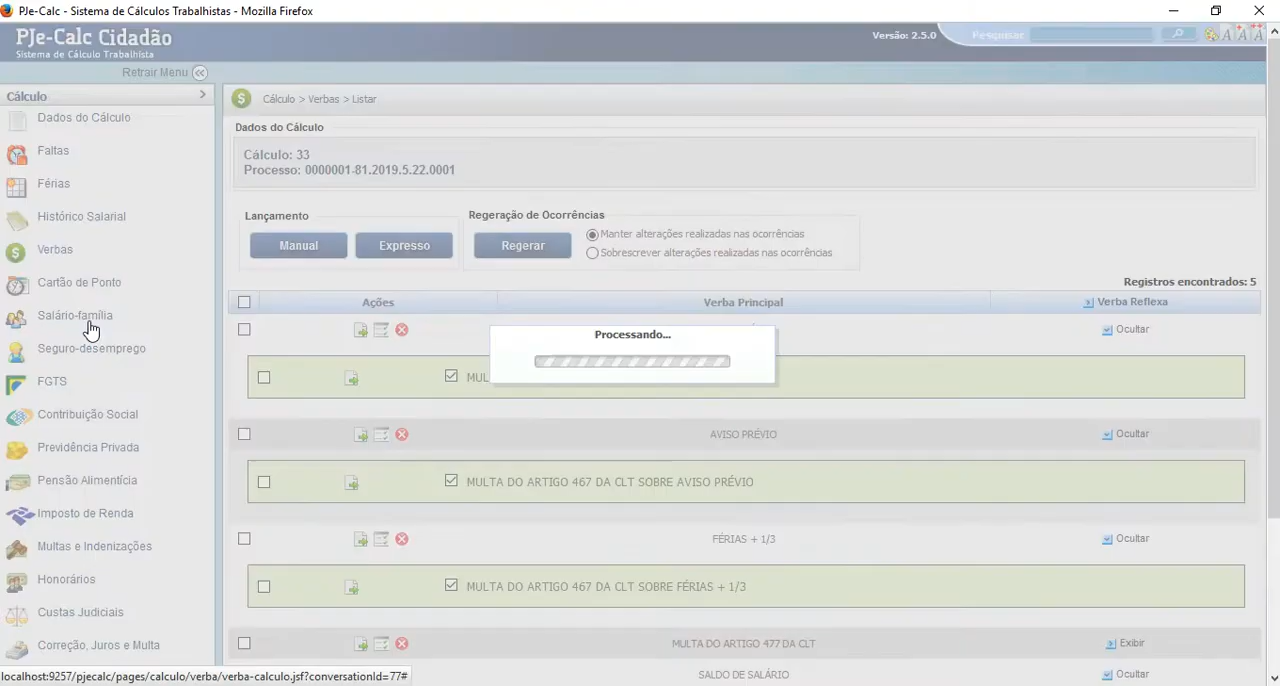 PJe-Calc - Sistema de Cálculos Trabalhistas - Mozilla Firefox
PJe-Calc Cidadão
Sistema de Cálculo Trabalhista
Versão: 2.5.0
Pesquisar
A A A
Retrair Menu
Cálculo
Dados do Cálculo
Faltas
Férias
Histórico Salarial
Verbas
Cartão de Ponto
Salário-família
Seguro-desemprego
FGTS
Contribuição Social
Previdência Privada
Pensão Alimentícia
Imposto de Renda
Multas e Indenizações
Honorários
Custas Judiciais
Correção, Juros e Multa
Cálculo > Verbas > Listar
Dados do Cálculo
Cálculo: 33
Processo: 0000001-81.2019.5.22.0001
Lançamento
Manual
Expresso
Regeração de Ocorrências
Regerar
Manter alterações realizadas nas ocorrências
Sobrescrever alterações realizadas nas ocorrências
Registros encontrados: 5
Ações
Verba Principal
Verba Reflexa
Ocultar
Processando...
MUL
AVISO PRÉVIO
Ocultar
MULTA DO ARTIGO 467 DA CLT SOBRE AVISO PRÉVIO
FÉRIAS + 1/3
Ocultar
MULTA DO ARTIGO 467 DA CLT SOBRE FÉRIAS + 1/3
MULTA DO ARTIGO 477 DA CLT
Exibir
SALDO DE SALÁRIO
Ocultar
localhost:9257/pjecalc/pages/calculo/verba/verba-calculo.jsf?conversationId=77#